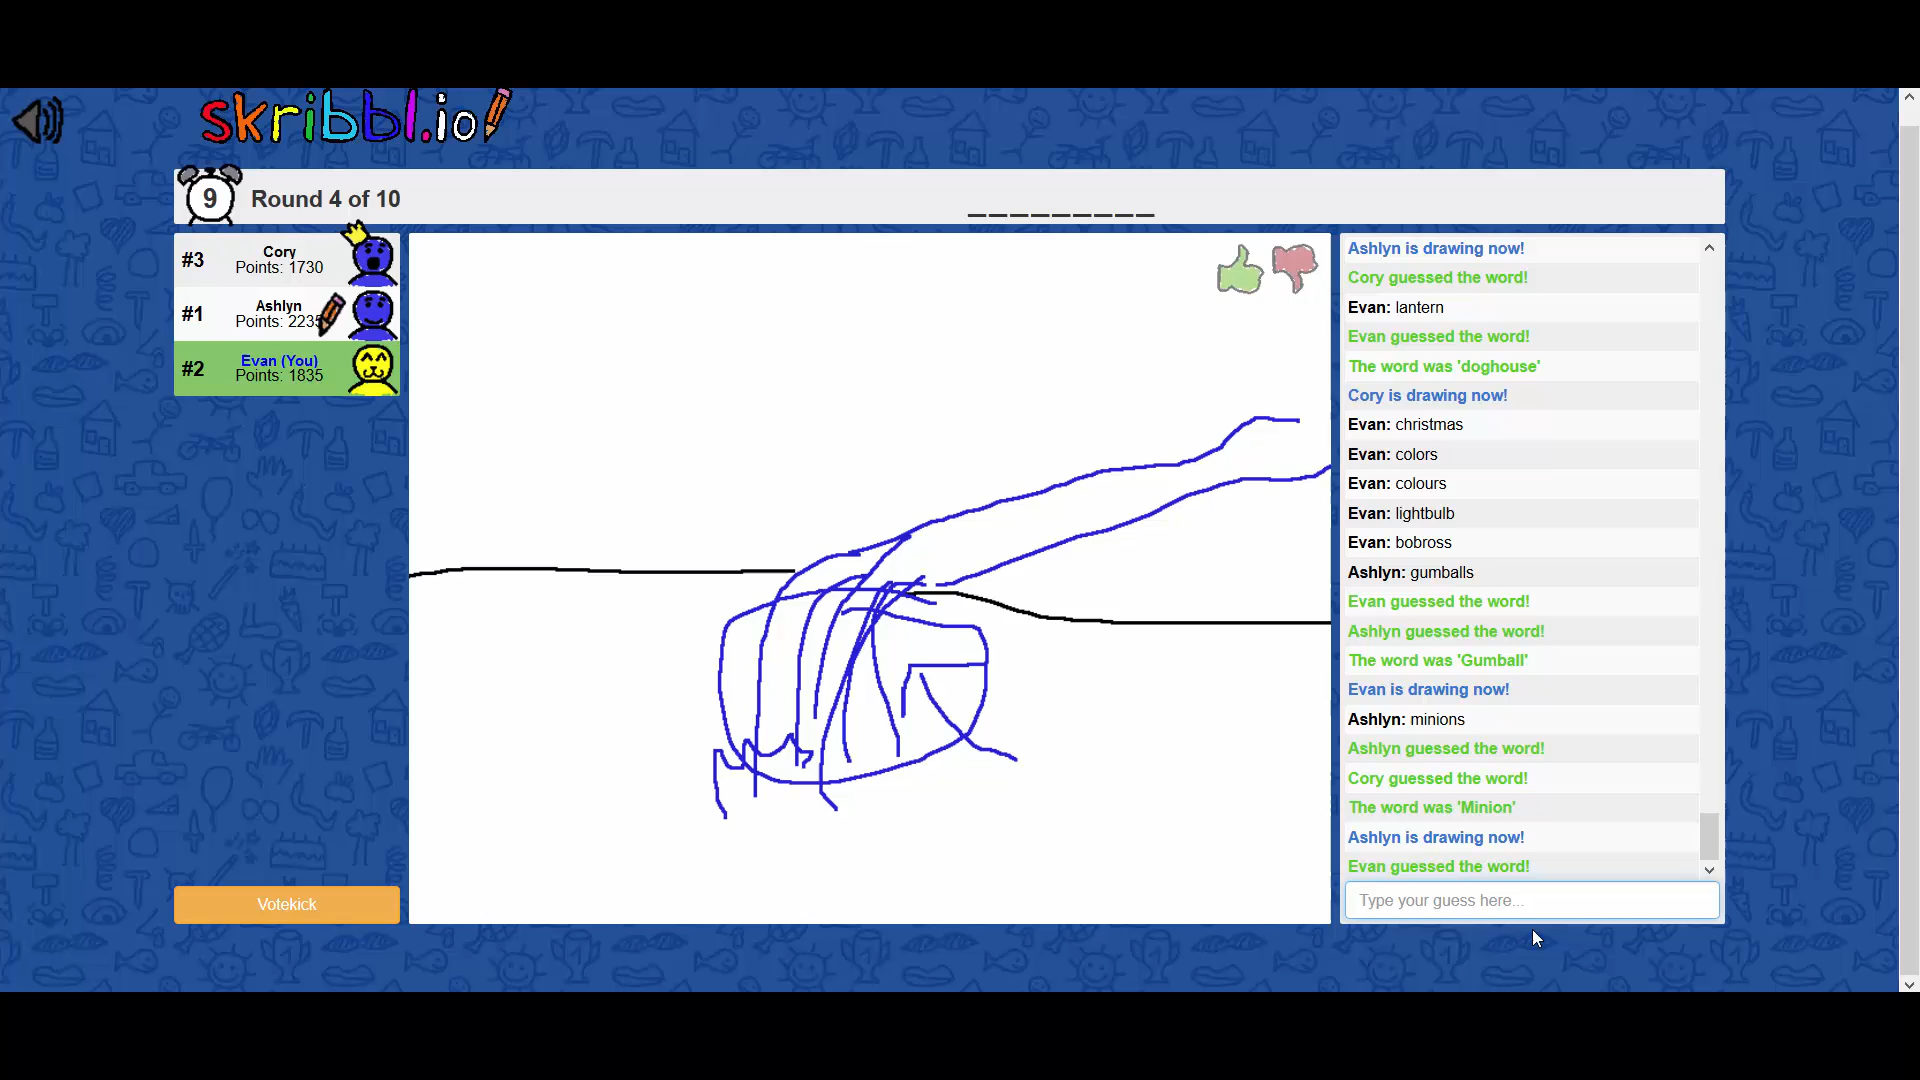 skribbl.io
9
Round 4 of 10
_________
#3
Cory
Points: 1730
#1
Ashlyn
Points: 2235
#2
Evan (You)
Points: 1835
Votekick
Ashlyn is drawing now!
Cory guessed the word!
Evan: lantern
Evan guessed the word!
The word was 'doghouse'
Cory is drawing now!
Evan: christmas
Evan: colors
Evan: colours
Evan: lightbulb
Evan: bobross
Ashlyn: gumballs
Evan guessed the word!
Ashlyn guessed the word!
The word was 'Gumball'
Evan is drawing now!
Ashlyn: minions
Ashlyn guessed the word!
Cory guessed the word!
The word was 'Minion'
Ashlyn is drawing now!
Evan guessed the word!
Type your guess here...